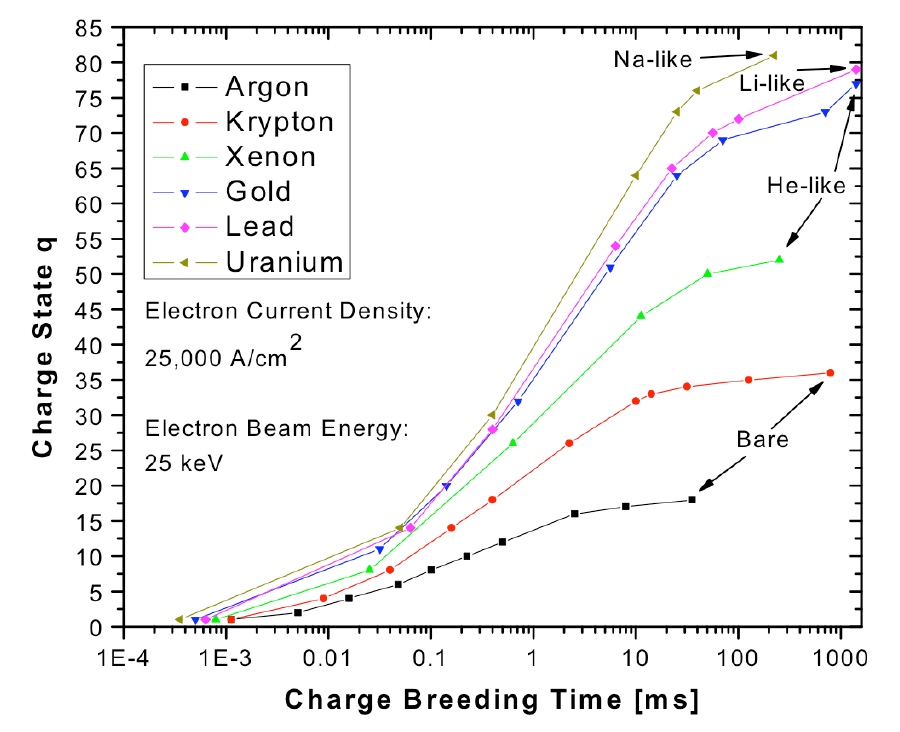 85
80
75
70
65
60
55
50
45
40
35
30
25
20
15
10
5
0
Charge State q
Argon
Krypton
Xenon
Gold
Lead
Uranium
Electron Current Density:
25,000 A/cm2
Electron Beam Energy:
25 keV
Na-like
Li-like
He-like
Bare
1E-4 1E-3 0.01 0.1 1 10 100 1000
Charge Breeding Time [ms]